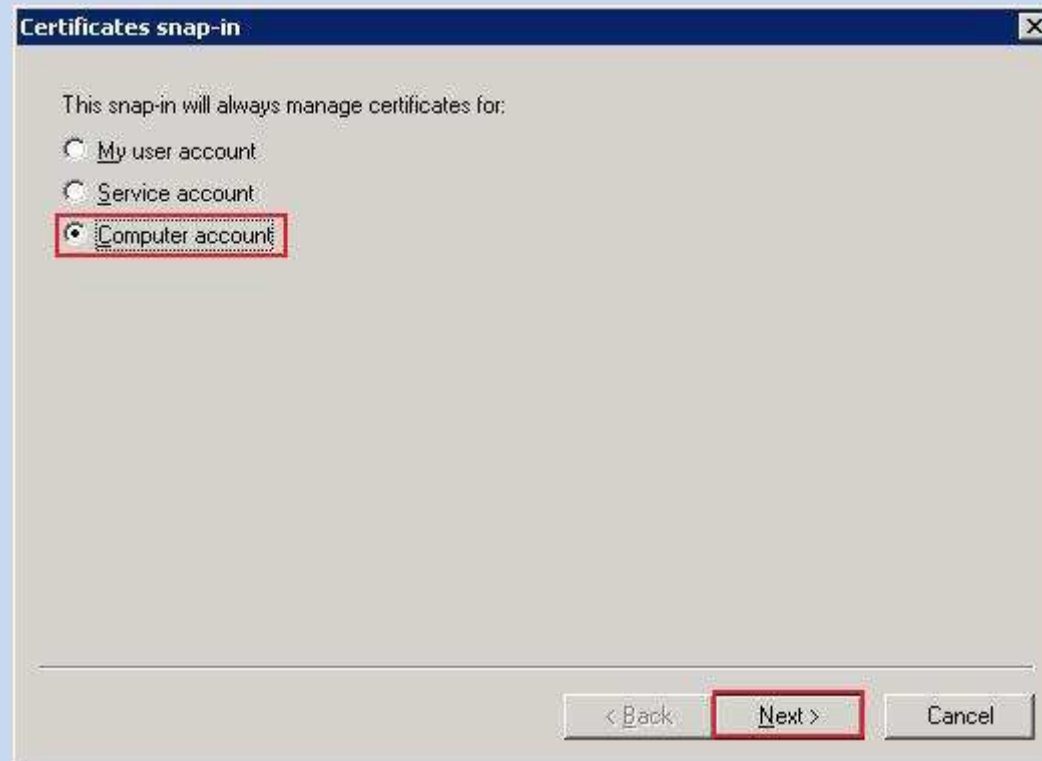 Certificates snap-in
This snap-in will always manage certificates for:
My user account
Service account
Computer account
< Back
Next >
Cancel